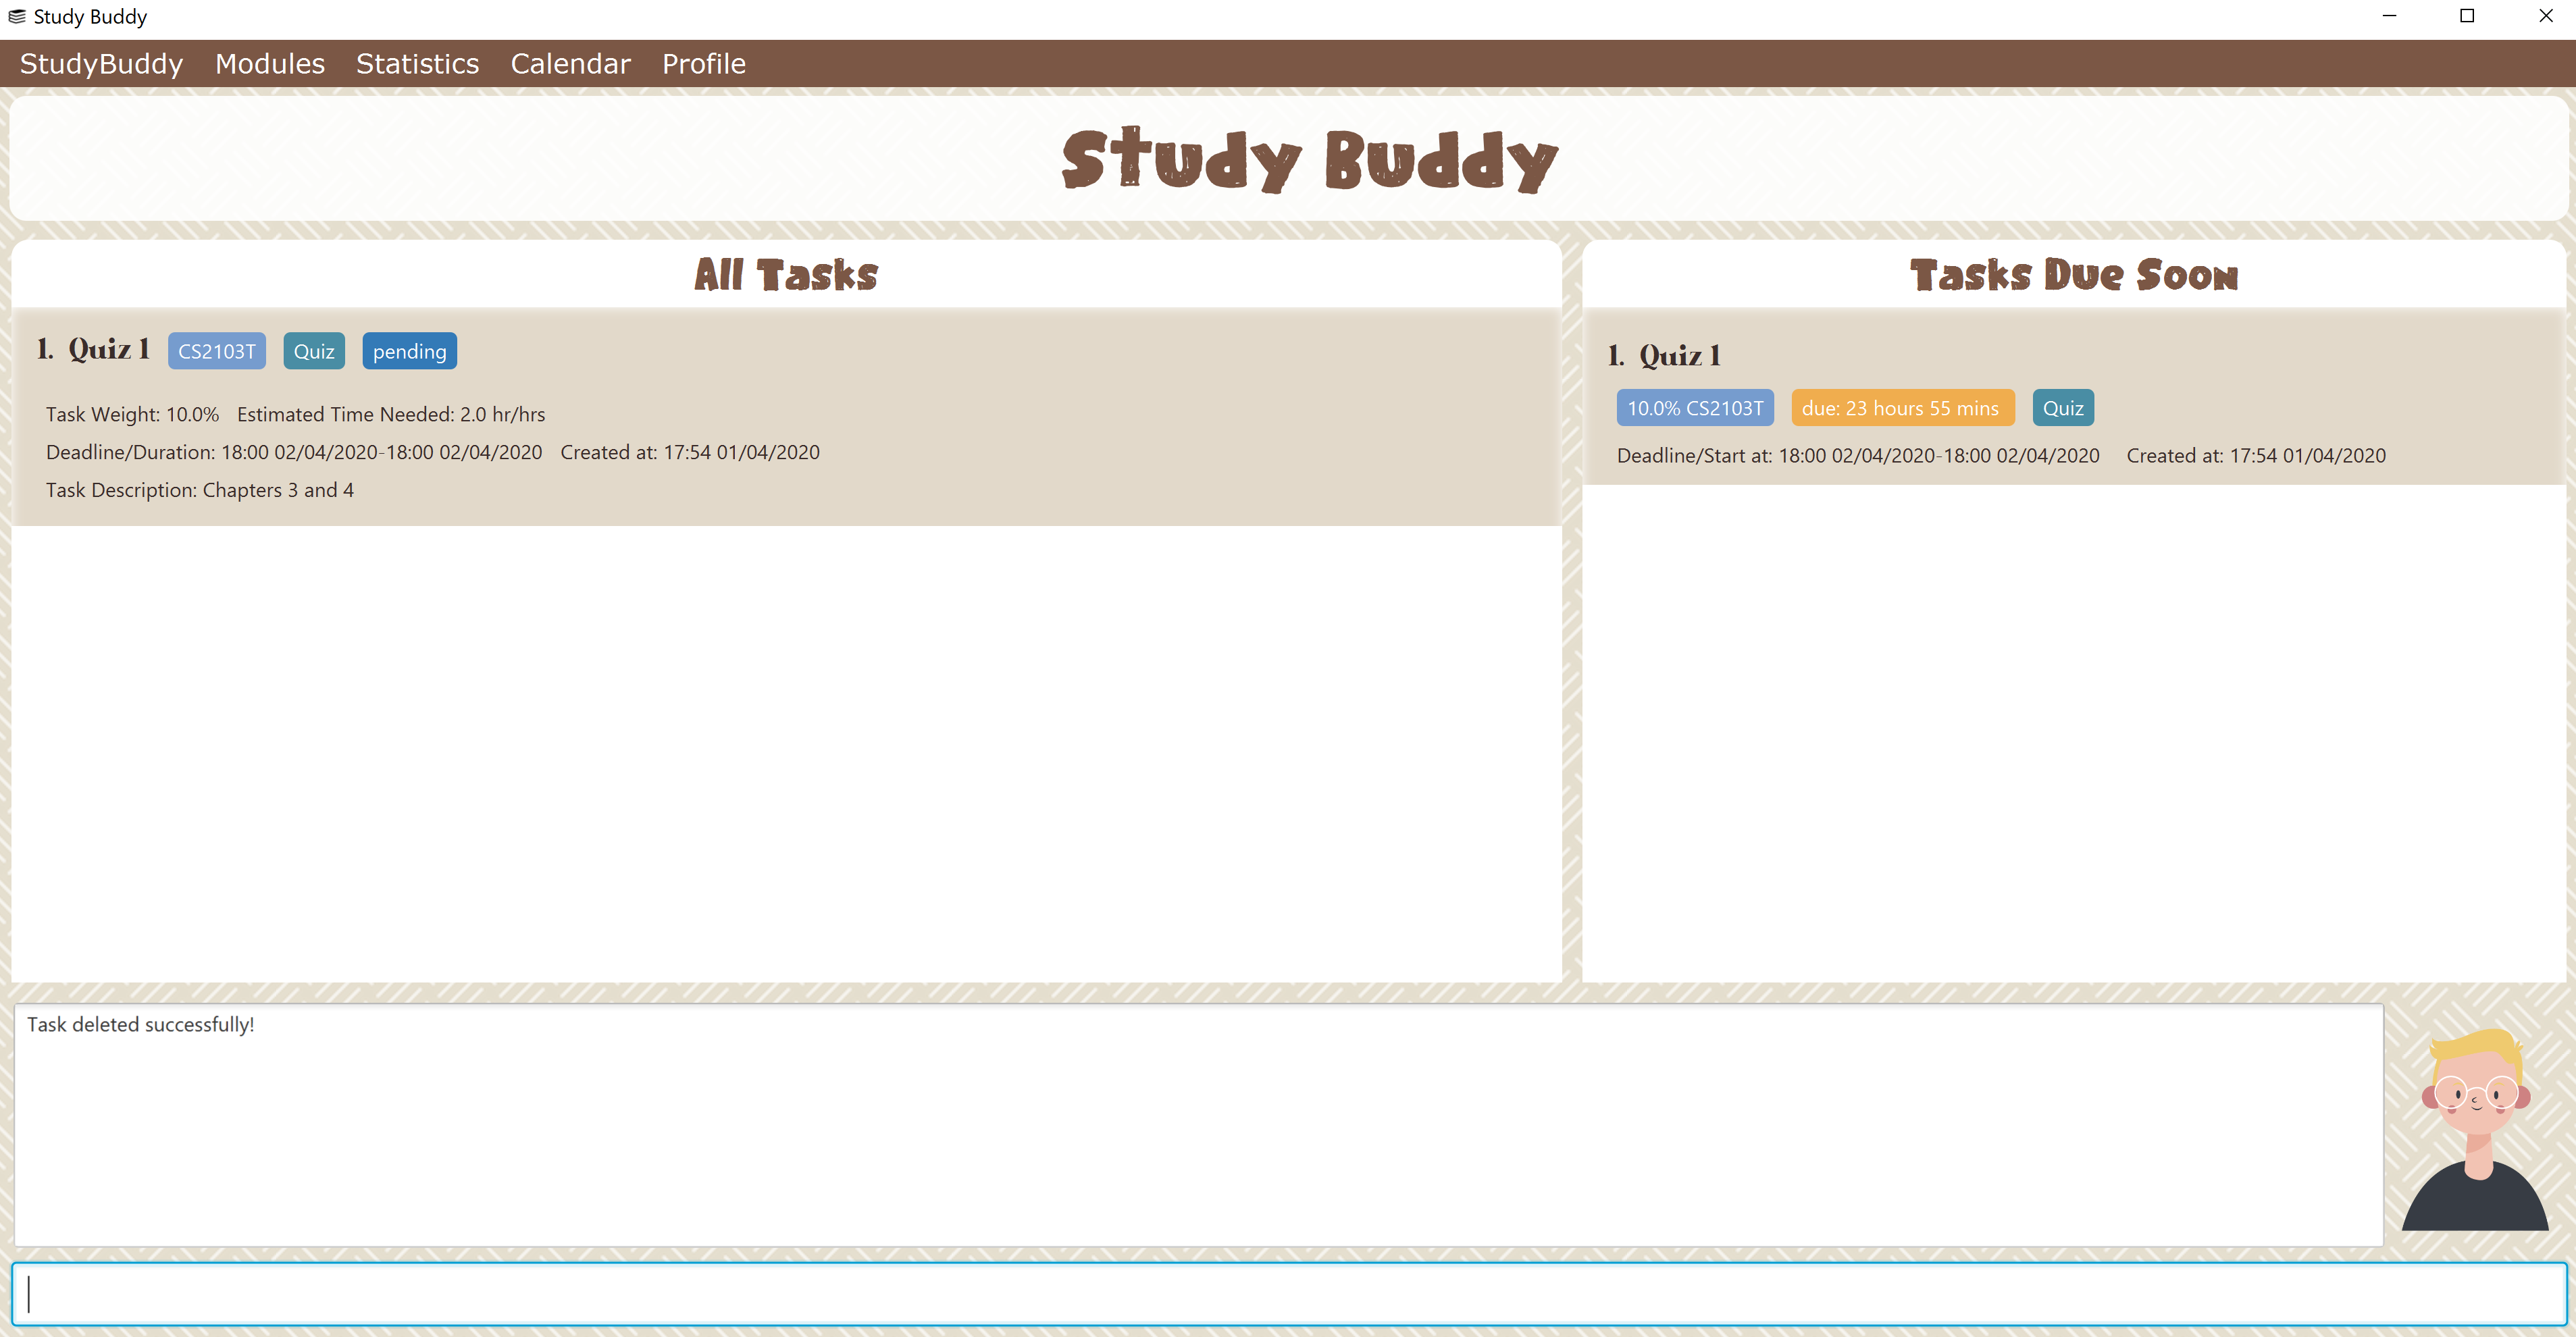 Study Buddy
StudyBuddy Modules Statistics Calendar Profile
Study Buddy
All Tasks
1. Quiz 1 CS2103T Quiz pending
Task Weight: 10.0% Estimated Time Needed: 2.0 hr/hrs
Deadline/Duration: 18:00 02/04/2020-18:00 02/04/2020 Created at: 17:54 01/04/2020
Task Description: Chapters 3 and 4
Tasks Due Soon
1. Quiz 1
10.0% CS2103T due: 23 hours 55 mins Quiz
Deadline/Start at: 18:00 02/04/2020-18:00 02/04/2020 Created at: 17:54 01/04/2020
Task deleted successfully!